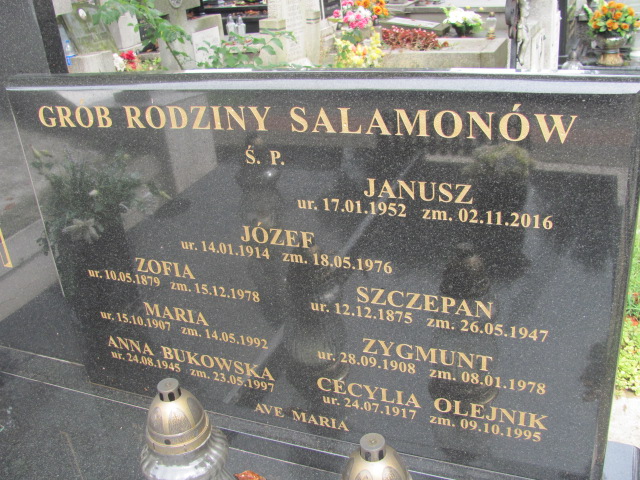 GROB RODZINY SALAMONÓW
Ś. P.
JANUSZ
ur. 17.01.1952 zm. 02.11.2016
JÓZEF
ur. 14.01.1914 zm. 18.05.1976
ZOFIA
ur. 10.05.1879 zm. 15.12.1978
SZCZEPAN
ur. 12.12.1875 zm. 26.05.1947
MARIA
ur. 15.10.1907 zm. 14.05.1992
ZYGMUNT
ur. 28.09.1908 zm. 08.01.1978
ANNA BUKOWSKA
ur. 24.08.1945 zm. 23.05.1997
CECYLIA OLEJNIK
ur. 24.07.1917 zm. 09.10.1995
AVE MARIA